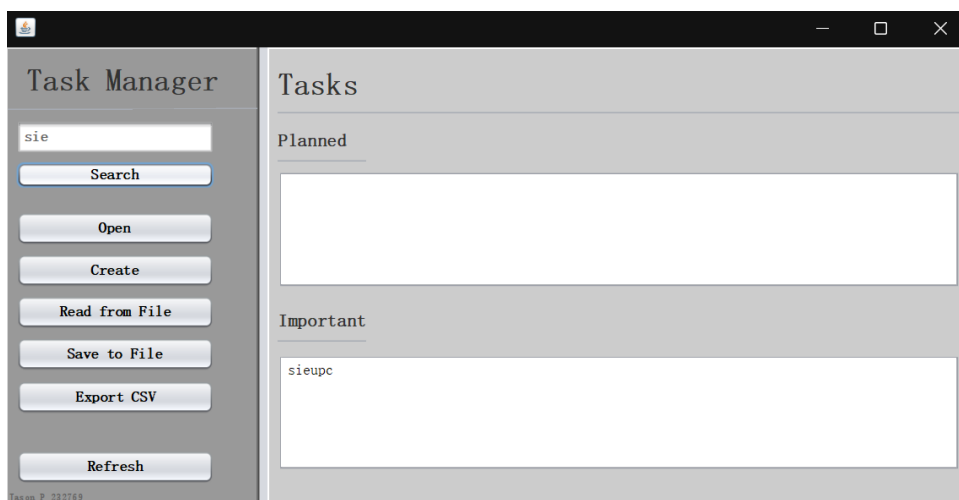 Task Manager
sie
Search
Open
Create
Read from File
Save to File
Export CSV
Refresh
Tasks
Planned
Important
sieupc